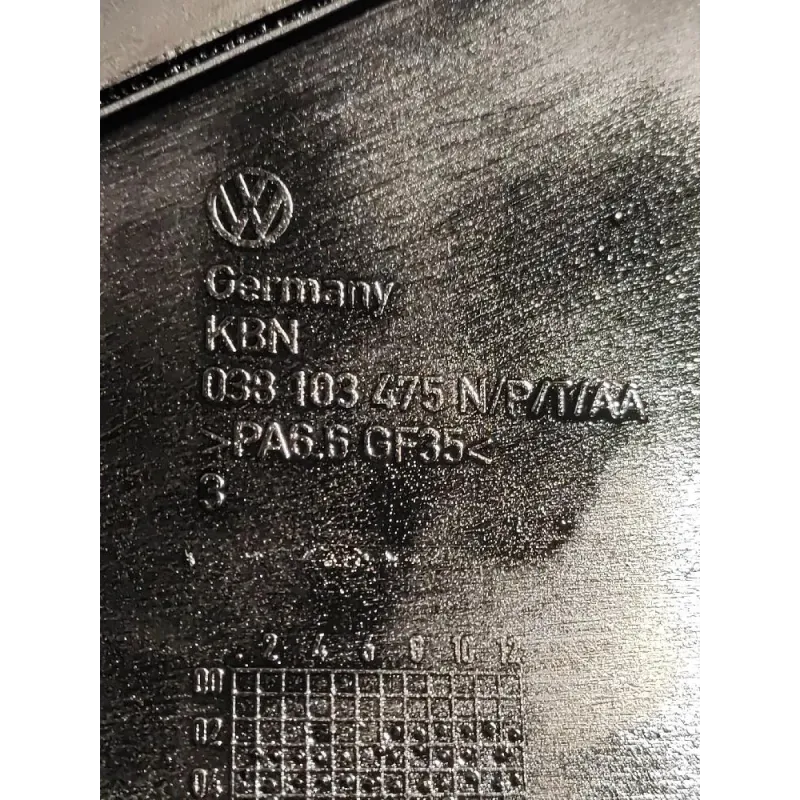 VW
Germany
KBN
038 103 475 N/P/T/AA
>PA6.6 GF35<
3
. 2 4 6 8 10 12
00
02
04